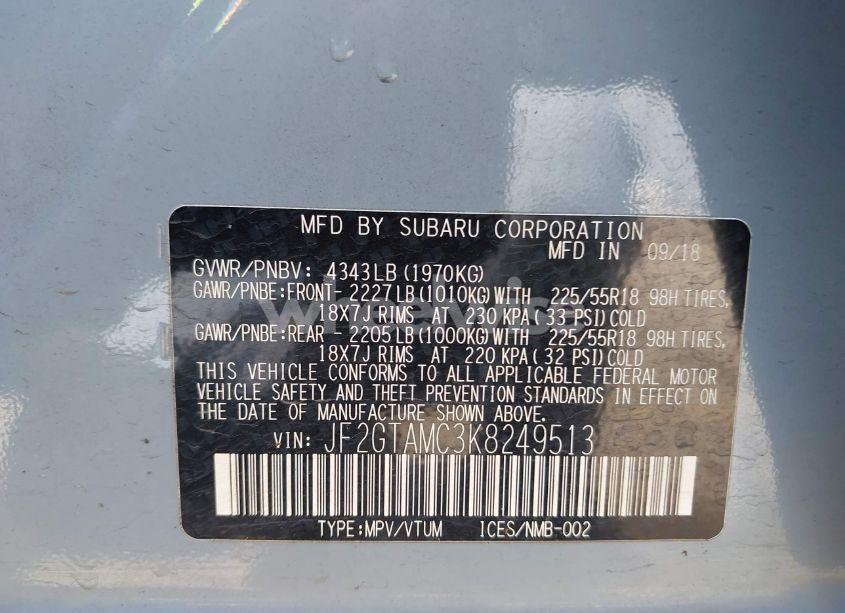 MFD BY SUBARU CORPORATION
MFD IN 09/18
GVWR/PNBV: 4343LB(1970KG)
GAWR/PNBE:FRONT- 2227LB(1010KG)WITH 225/55R18 98H TIRES,
18X7J RIMS AT 230 KPA(33 PSI)COLD
GAWR/PNBE:REAR - 2205LB(1000KG)WITH 225/55R18 98H TIRES,
18X7J RIMS AT 220 KPA(32 PSI)COLD
THIS VEHICLE CONFORMS TO ALL APPLICABLE FEDERAL MOTOR
VEHICLE SAFETY AND THEFT PREVENTION STANDARDS IN EFFECT ON
THE DATE OF MANUFACTURE SHOWN ABOVE.
VIN: JF2GTAMC3K8249513
TYPE:MPV/VTUM ICES/NMB-002